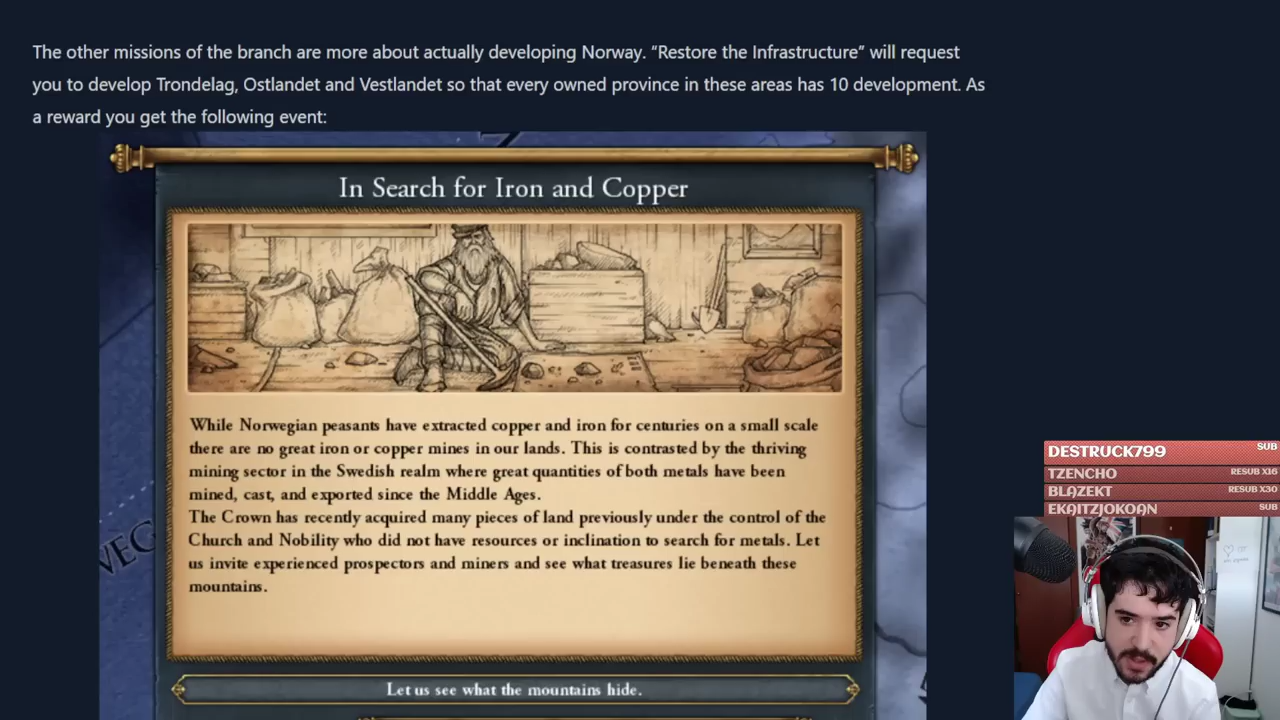 The other missions of the branch are more about actually developing Norway. “Restore the Infrastructure” will request
you to develop Trondelag, Ostlandet and Vestlandet so that every owned province in these areas has 10 development. As
a reward you get the following event:
In Search for Iron and Copper
While Norwegian peasants have extracted copper and iron for centuries on a small scale
there are no great iron or copper mines in our lands. This is contrasted by the thriving
mining sector in the Swedish realm where great quantities of both metals have been
mined, cast, and exported since the Middle Ages.
The Crown has recently acquired many pieces of land previously under the control of the
Church and Nobility who did not have resources or inclination to search for metals. Let
us invite experienced prospectors and miners and see what treasures lie beneath these
mountains.
Let us see what the mountains hide.
DESTRUCK799 SUB
TZENCHO RESUB X16
BLAZEKT RESUB X30
EKAITZJOKOAN SUB